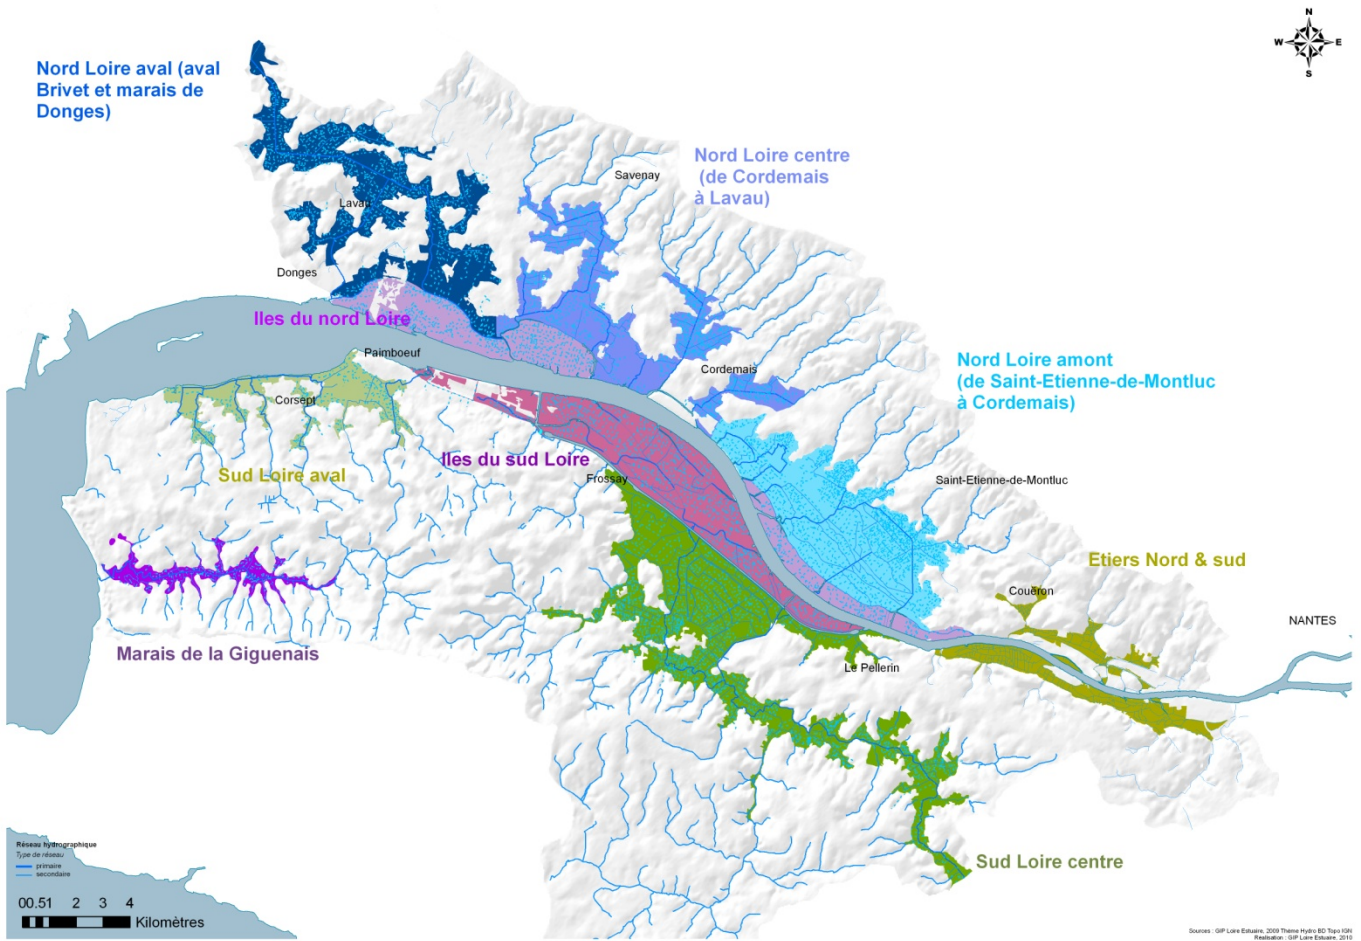 N
W
E
S
Nord Loire aval (aval
Brivet et marais de
Donges)
Nord Loire centre
(de Cordemais
à Lavau)
Savenay
Lavau
Donges
Iles du nord Loire
Paimboeuf
Cordemais
Nord Loire amont
(de Saint-Etienne-de-Montluc
à Cordemais)
Corsept
Iles du sud Loire
Sud Loire aval
Frossay
Saint-Etienne-de-Montluc
Etiers Nord & sud
Couëron
NANTES
Marais de la Giguenais
Le Pellerin
Sud Loire centre
Réseau hydrographique
Type de réseau
primaire
secondaire
00.51 2 3 4
Kilomètres
Sources : GIP Loire Estuaire, 2009 Thème Hydro BD Topo IGN
Réalisation : GIP Loire Estuaire, 2010